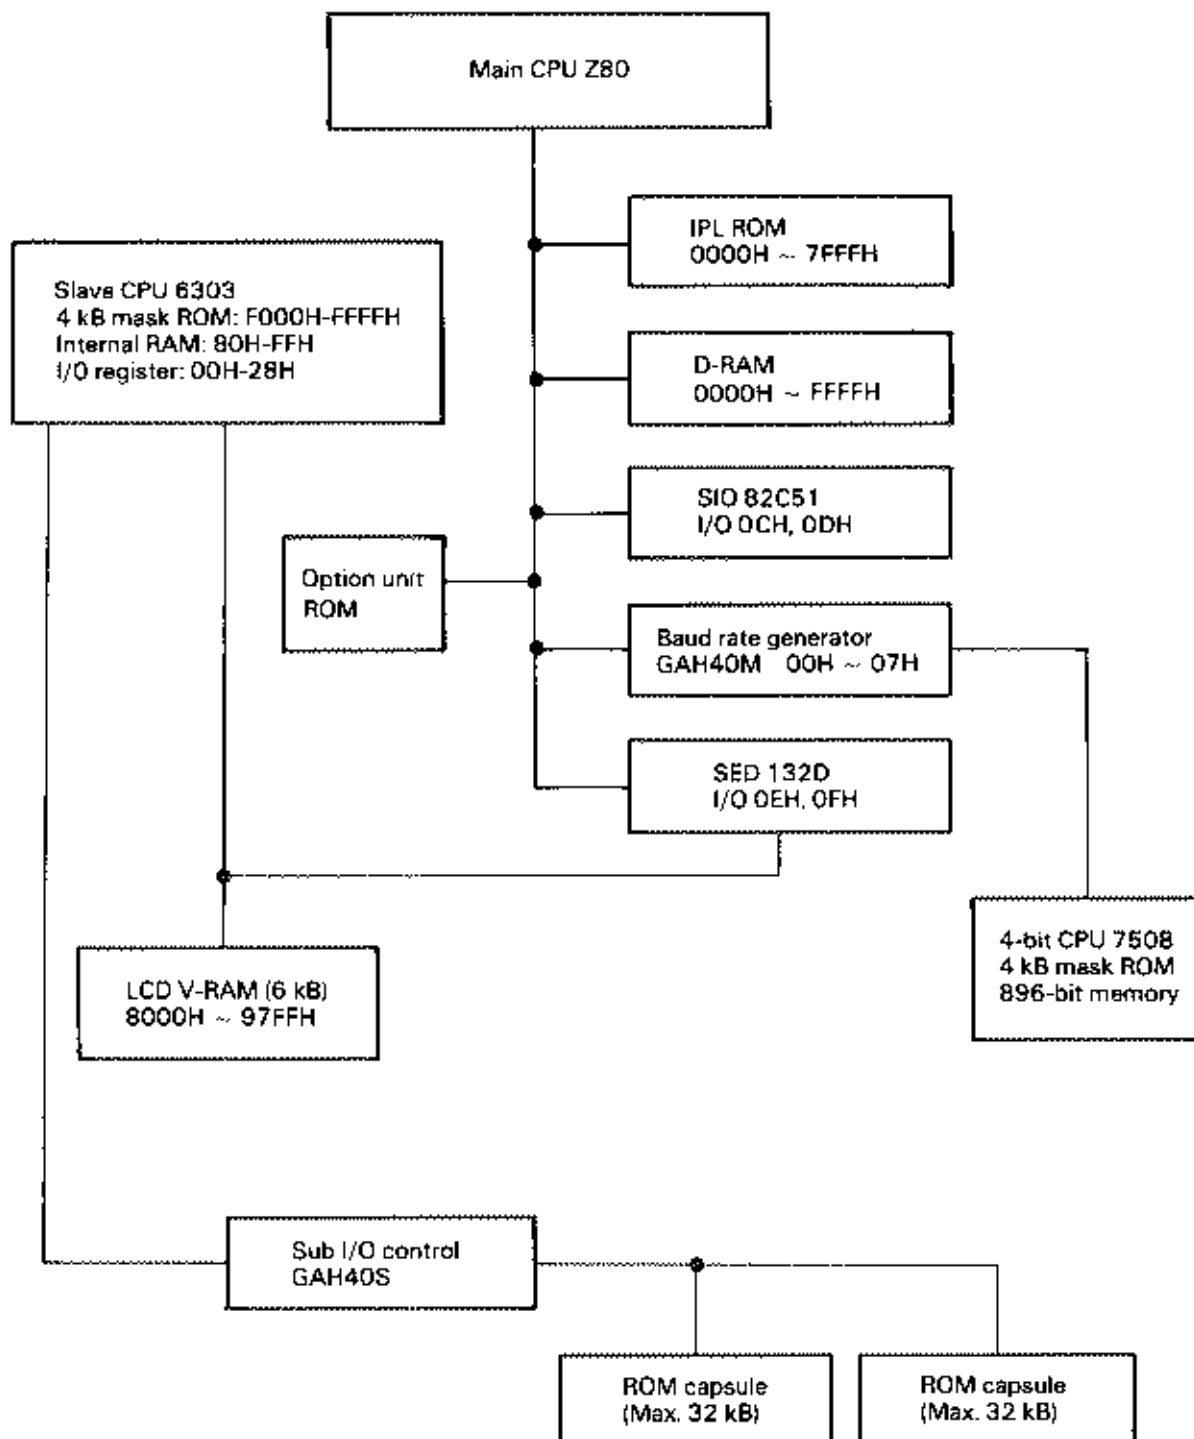 Main CPU Z80
IPL ROM
0000H ~ 7FFFH
Slave CPU 6303
4 kB mask ROM: F000H-FFFFH
Internal RAM: 80H-FFH
I/O register: 00H-28H
D-RAM
0000H ~ FFFFH
SIO 82C51
I/O 0CH, 0DH
Option unit
ROM
Baud rate generator
GAH40M 00H ~ 07H
SED 1320
I/O 0EH, 0FH
4-bit CPU 7508
4 kB mask ROM
896-bit memory
LCD V-RAM (6 kB)
8000H ~ 97FFH
Sub I/O control
GAH40S
ROM capsule
(Max. 32 kB)
ROM capsule
(Max. 32 kB)